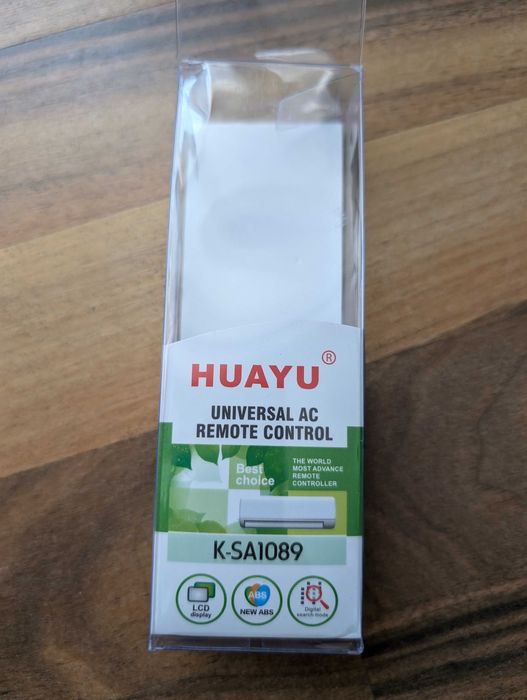 HUAYU®
UNIVERSAL AC
REMOTE CONTROL
Best
choice
THE WORLD
MOST ADVANCE
REMOTE
CONTROLLER
K-SA1089
LCD
display
ABS
NEW ABS
Digital
search mode